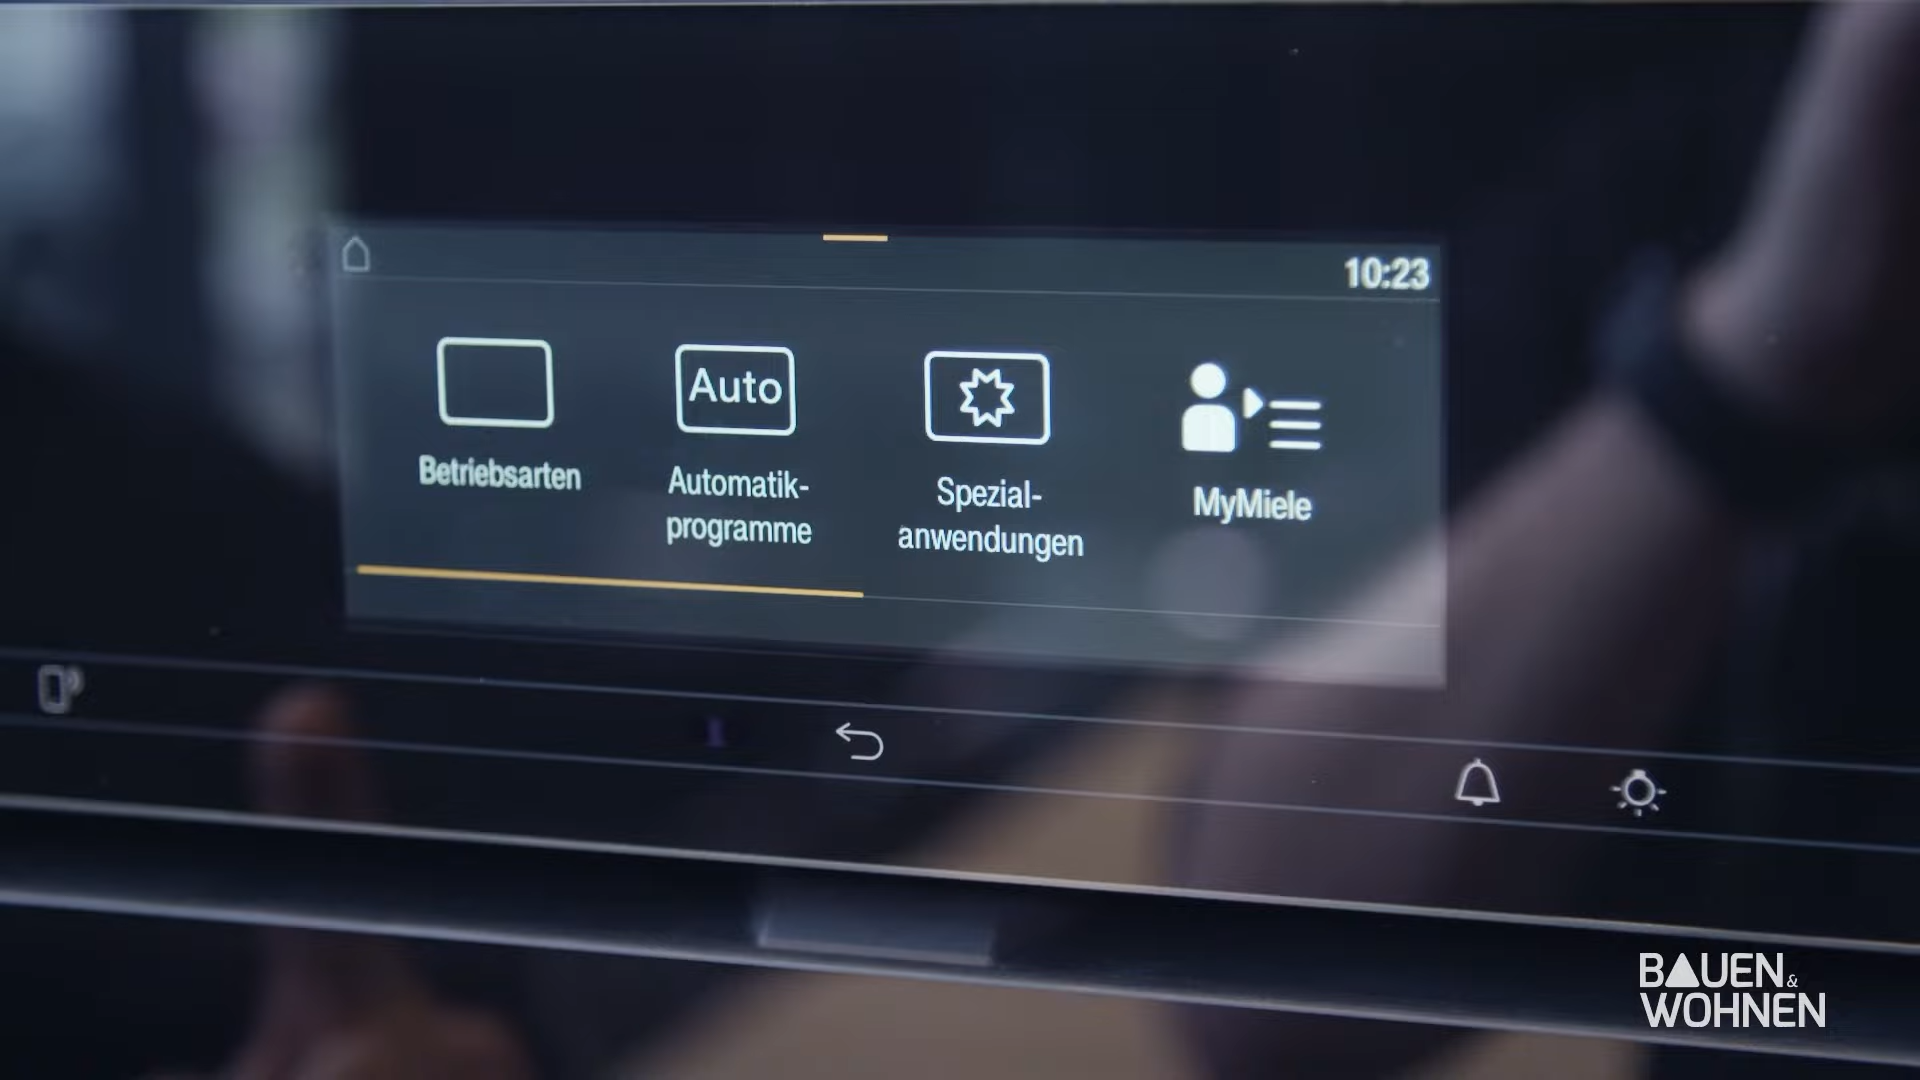 10:23
Auto
Betriebsarten
Automatik-
programme
Spezial-
anwendungen
MyMiele
BAUEN &
WOHNEN